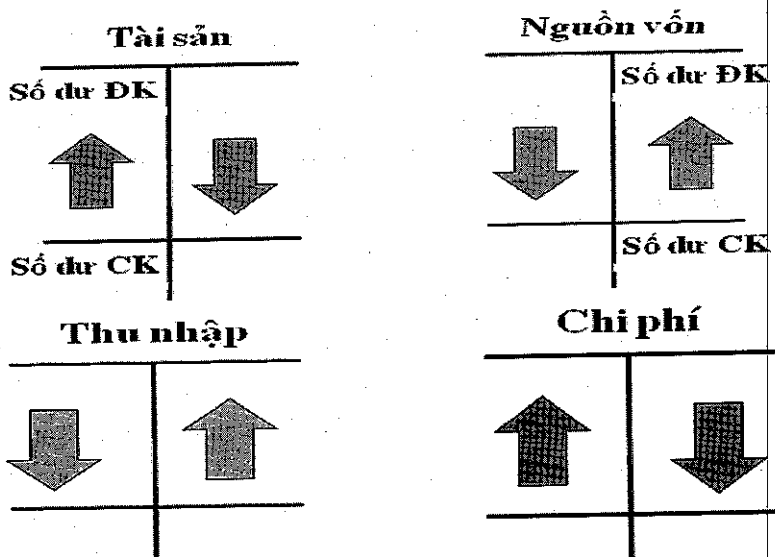 Tài sản
Số dư ĐK
Số dư CK
Nguồn vốn
Số dư ĐK
Số dư CK
Thu nhập
Chi phí